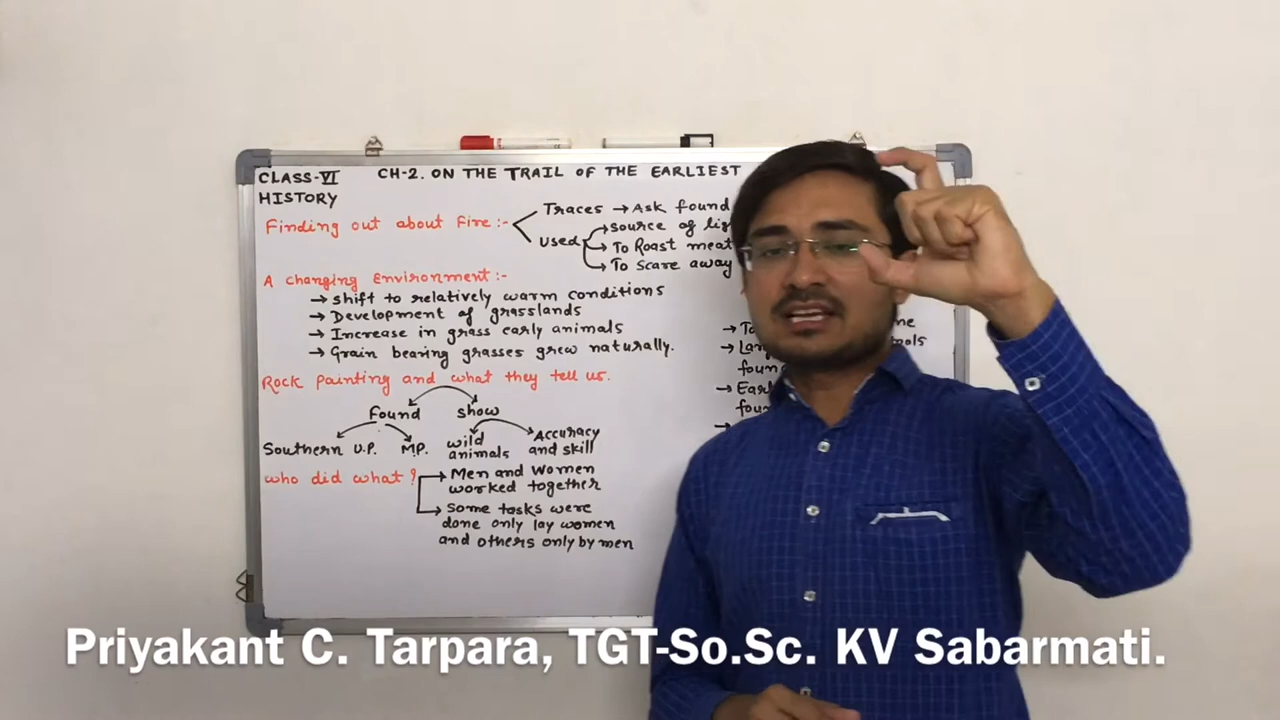 CLASS-VI
CH-2. ON THE TRAIL OF THE EARLIEST
HISTORY
Finding out about Fire:-
Traces → Ask found
Used
→ source of
→ To Roast meat
→ To scare away
A changing Environment:-
→ shift to relatively warm conditions
→ Development of grasslands
→ Increase in grass early animals
→ Grain bearing grasses grew naturally.
Rock painting and what they tell us.
Found
show
Southern U.P.
MP.
wild
animals
Accuracy
and skill
who did what?
Men and women
worked together
Some tasks were
done only lay women
and others only by men
Priyakant C. Tarpara, TGT-So.Sc. KV Sabarmati.